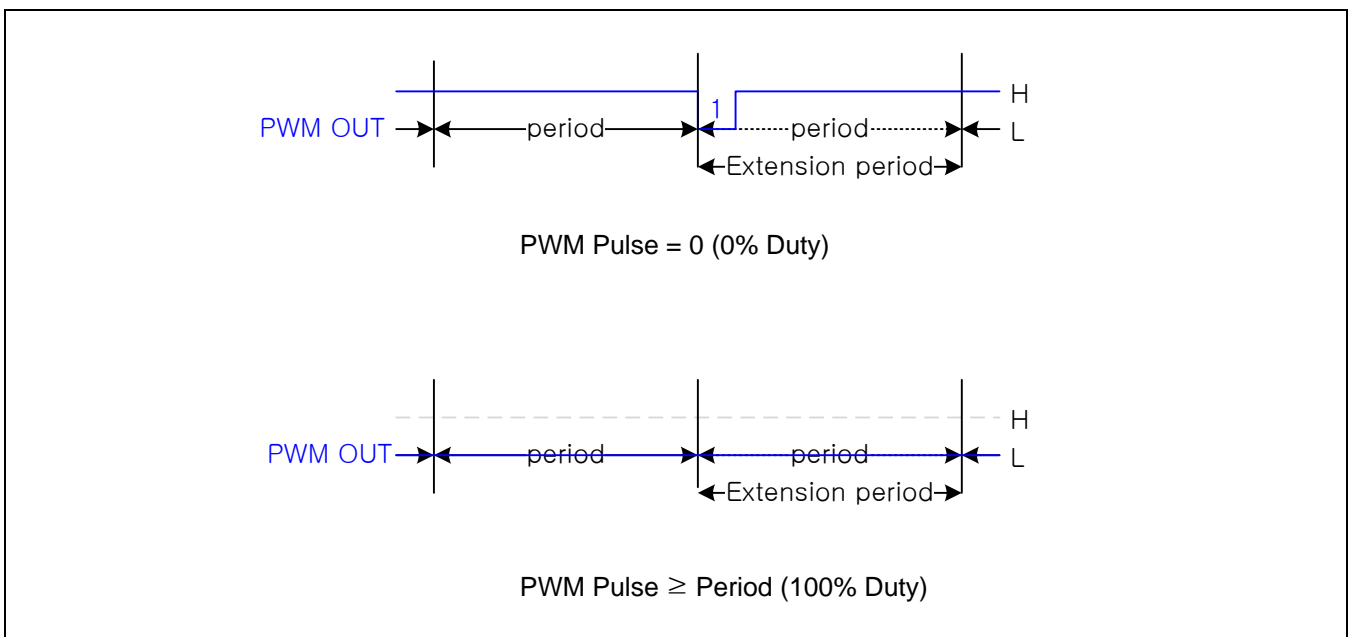 H
1
PWM OUT period period L
Extension period
PWM Pulse = 0 (0% Duty)
H
PWM OUT period period L
Extension period
PWM Pulse ≥ Period (100% Duty)